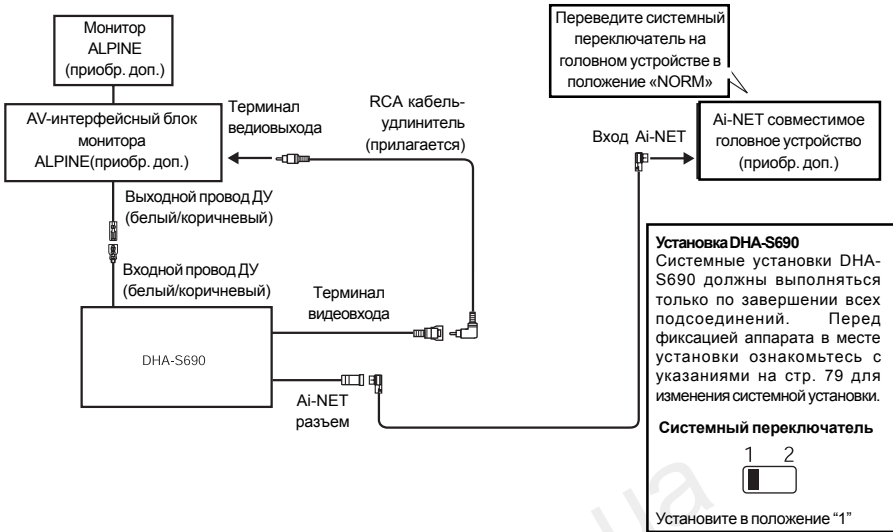 Монитор
ALPINE
(приобр. доп.)
AV-интерфейсный блок
монитора
ALPINE(приобр. доп.)
Терминал
ведиовыхода
RCA кабель-
удлинитель
(прилагается)
Выходной провод ДУ
(белый/коричневый)
Входной провод ДУ
(белый/коричневый)
Терминал
видеовхода
DHA-S690
Ai-NET
разъем
Переведите системный
переключатель на
головном устройстве в
положение «NORM»
Вход Ai-NET
Ai-NET совместимое
головное устройство
(приобр. доп.)
Установка DHA-S690
Системные установки DHA-
S690 должны выполняться
только по завершении всех
подсоединений. Перед
фиксацией аппарата в месте
установки ознакомьтесь с
указаниями на стр. 79 для
изменения системной установки.
Системный переключатель
1 2
Установите в положение “1”
ua